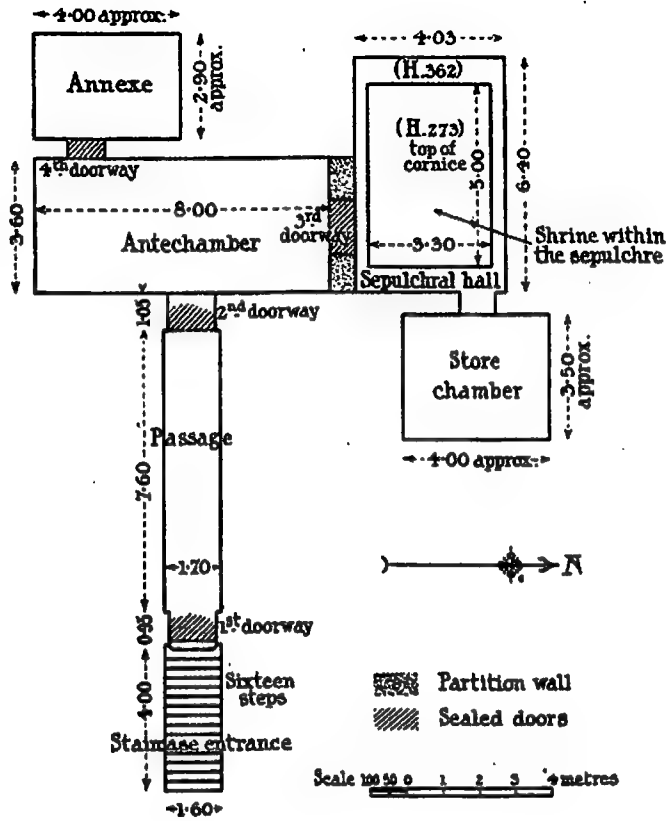 4·00 approx.
Annexe
2·90
approx.
4·03
(H.362)
(H.273)
top of
cornice
5·00
6·40
3·30
Shrine within
the sepulchre
Sepulchral hall
4th doorway
3·60
8·00
3rd
doorway
Antechamber
1·05
2nd doorway
Store
chamber
3·50
approx.
4·00 approx.
Passage
7·60
1·70
N
0·95
1st doorway
Sixteen
steps
4·00
Staircase entrance
1·60
Partition wall
Sealed doors
Scale 100 50 0 1 2 3 4 metres